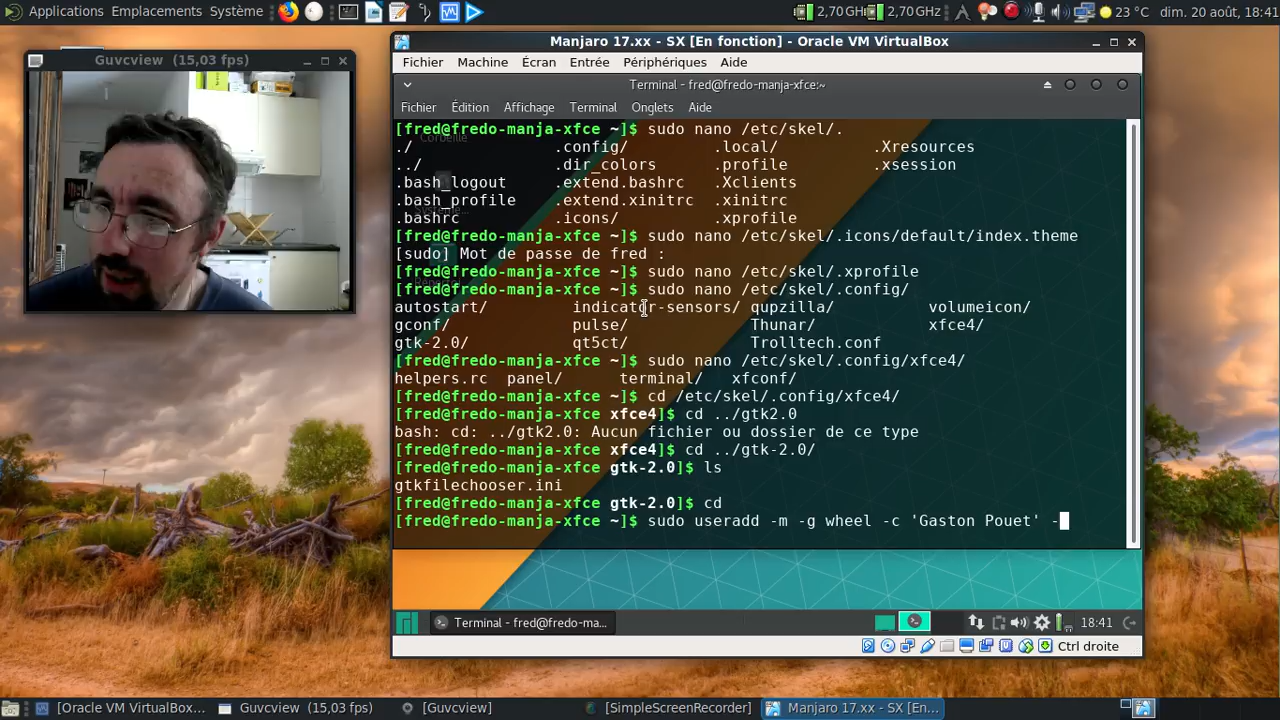 Applications Emplacements Système 2,70 GHz 2,70 GHz 23 °C dim. 20 août, 18:41
Guvcview (15,03 fps)
Manjaro 17.xx - SX [En fonction] - Oracle VM VirtualBox
Fichier Machine Écran Entrée Périphériques Aide
Terminal - fred@fredo-manja-xfce:~
Fichier Édition Affichage Terminal Onglets Aide
[fred@fredo-manja-xfce ~]$ sudo nano /etc/skel/.
Corbeille
./ .config/ .local/ .Xresources
../ .dir_colors .profile .xsession
.bash_logout .extend.bashrc .Xclients
.bash_profile .extend.xinitrc .xinitrc
.bashrc .icons/ .xprofile
[fred@fredo-manja-xfce ~]$ sudo nano /etc/skel/.icons/default/index.theme
[sudo] Mot de passe de fred :
[fred@fredo-manja-xfce ~]$ sudo nano /etc/skel/.xprofile
[fred@fredo-manja-xfce ~]$ sudo nano /etc/skel/.config/
autostart/ indicator-sensors/ qupzilla/ volumeicon/
gconf/ pulse/ Thunar/ xfce4/
gtk-2.0/ qt5ct/ Trolltech.conf
[fred@fredo-manja-xfce ~]$ sudo nano /etc/skel/.config/xfce4/
helpers.rc panel/ terminal/ xfconf/
[fred@fredo-manja-xfce ~]$ cd /etc/skel/.config/xfce4/
[fred@fredo-manja-xfce xfce4]$ cd ../gtk2.0
bash: cd: ../gtk2.0: Aucun fichier ou dossier de ce type
[fred@fredo-manja-xfce xfce4]$ cd ../gtk-2.0/
[fred@fredo-manja-xfce gtk-2.0]$ ls
gtkfilechooser.ini
[fred@fredo-manja-xfce gtk-2.0]$ cd
[fred@fredo-manja-xfce ~]$ sudo useradd -m -g wheel -c 'Gaston Pouet' -
Terminal - fred@fredo-ma... 18:41
Ctrl droite
[Oracle VM VirtualBox... Guvcview (15,03 fps) [Guvcview] [SimpleScreenRecorder] Manjaro 17.xx - SX [En...